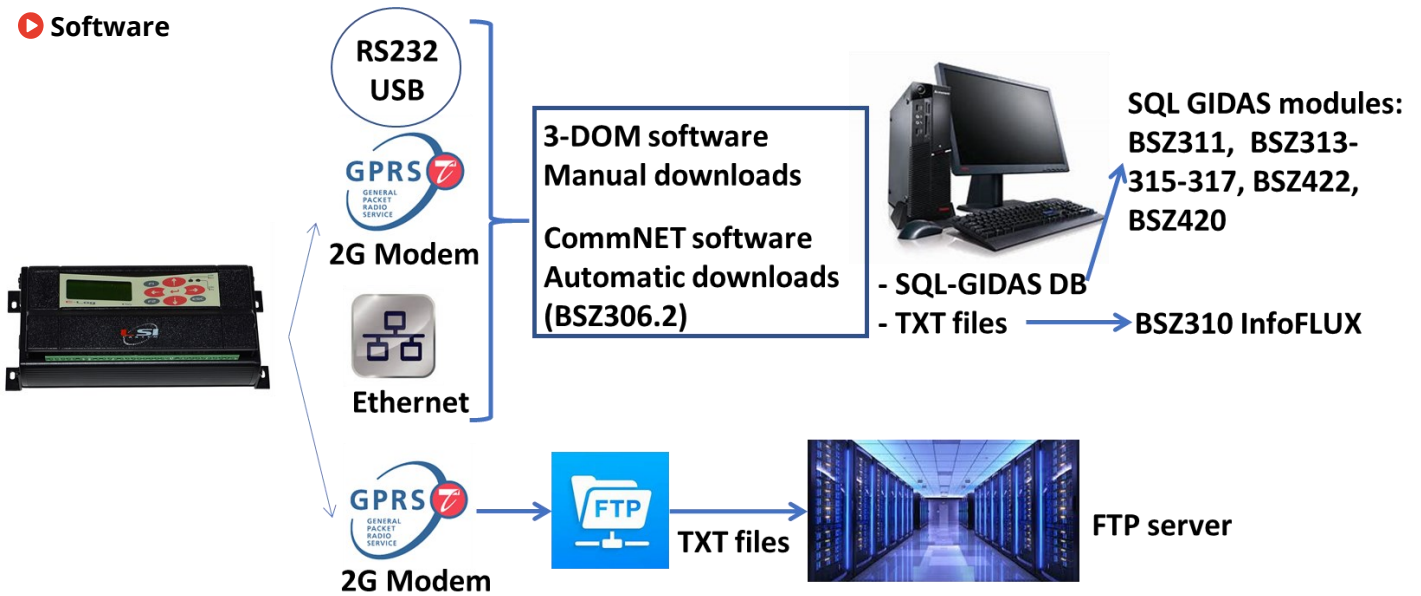 Software
RS232
USB
GPRS
GENERAL
PACKET
RADIO
SERVICE
2G Modem
Ethernet
3-DOM software
Manual downloads
CommNET software
Automatic downloads
(BSZ306.2)
- SQL-GIDAS DB
- TXT files
SQL GIDAS modules:
BSZ311, BSZ313-
315-317, BSZ422,
BSZ420
BSZ310 InfoFLUX
GPRS
GENERAL
PACKET
RADIO
SERVICE
2G Modem
FTP
TXT files
FTP server